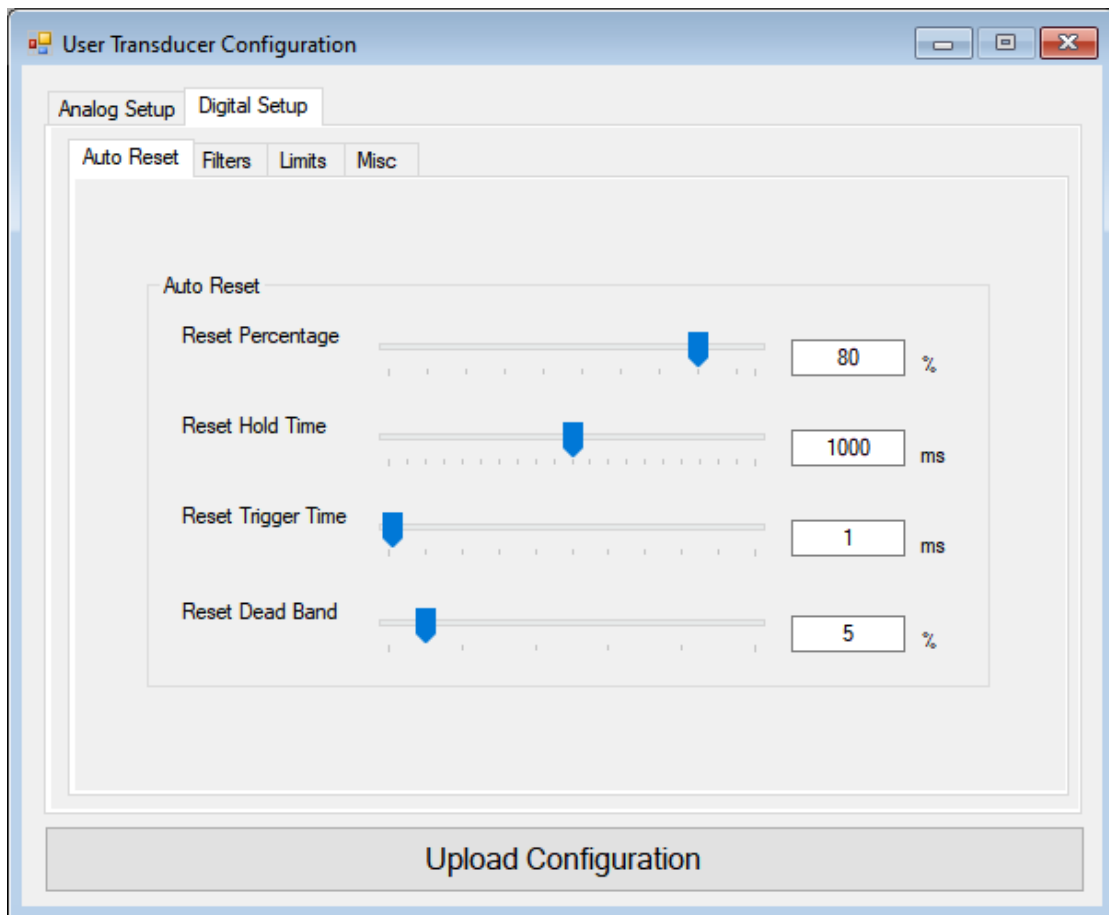 User Transducer Configuration
Analog Setup Digital Setup
Auto Reset Filters Limits Misc
Auto Reset
Reset Percentage 80 %
Reset Hold Time 1000 ms
Reset Trigger Time 1 ms
Reset Dead Band 5 %
Upload Configuration